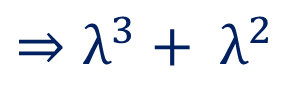 ⇒ λ³ + λ²